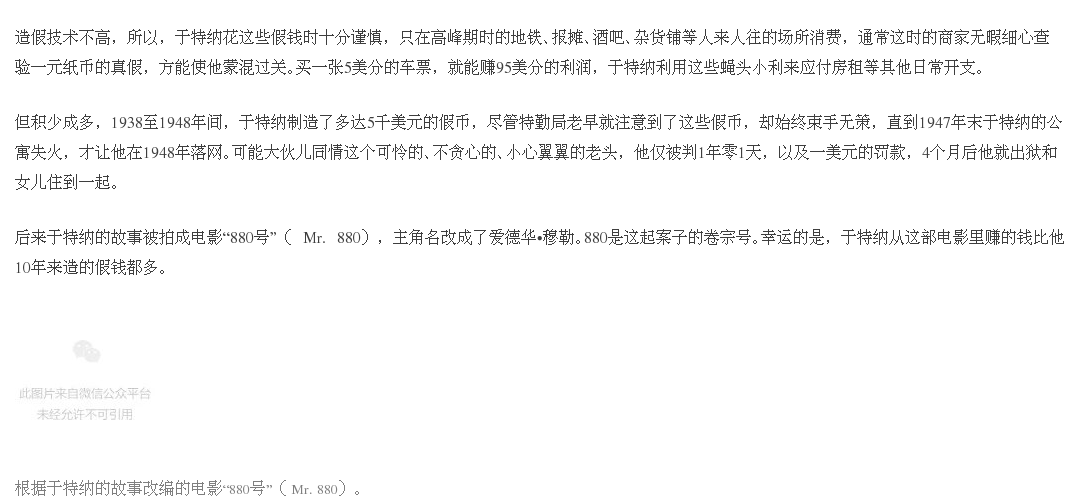 造假技术不高，所以，于特纳花这些假钱时十分谨慎，只在高峰期时的地铁、报摊、酒吧、杂货铺等人来人往的场所消费，通常这时的商家无暇细心查
验一元纸币的真假，方能使他蒙混过关。买一张5美分的车票，就能赚95美分的利润，于特纳利用这些蝇头小利来应付房租等其他日常开支。
但积少成多，1938至1948年间，于特纳制造了多达5千美元的假币，尽管特勤局老早就注意到了这些假币，却始终束手无策，直到1947年末于特纳的公
寓失火，才让他在1948年落网。可能大伙儿同情这个可怜的、不贪心的、小心翼翼的老头，他仅被判1年零1天，以及一美元的罚款，4个月后他就出狱和
女儿住到一起。
后来于特纳的故事被拍成电影“880号”（ Mr. 880），主角名改成了爱德华•穆勒。880是这起案子的卷宗号。幸运的是，于特纳从这部电影里赚的钱比他
10年来造的假钱都多。
此图片来自微信公众平台
未经允许不可引用
根据于特纳的故事改编的电影“880号”（ Mr. 880）。